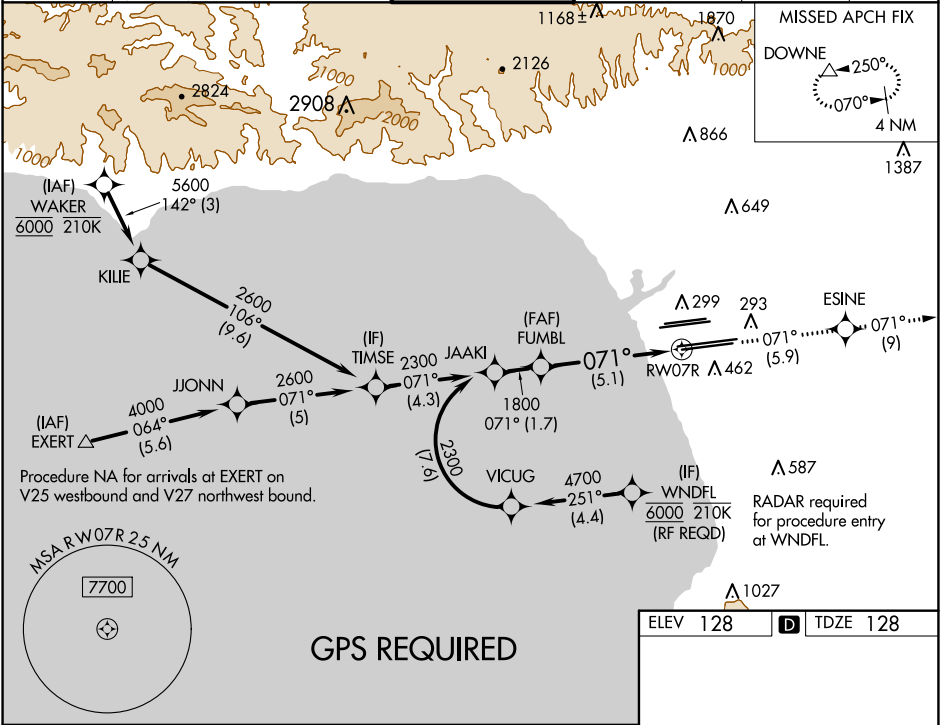 1168±
1870
MISSED APCH FIX
DOWNE
250°
070°
4 NM
1000
2126
1000
2824
2908
2000
1000
866
1387
649
(IAF)
WAKER
6000 210K
5600
142° (3)
KILIE
2600
106°
(9.6)
299
293
ESINE
(FAF)
FUMBL
(IF)
TIMSE
2300
071°
(4.3)
JAAKI
071°
(5.1)
RW07R
462
071°
(5.9)
071°
(9)
1800
071° (1.7)
JJONN
2600
071°
(5)
4000
064°
(5.6)
(IAF)
EXERT
2300
(7.6)
VICUG
4700
251°
(4.4)
(IF)
WNDFL
6000 210K
(RF REQD)
587
Procedure NA for arrivals at EXERT on
V25 westbound and V27 northwest bound.
RADAR required
for procedure entry
at WNDFL.
MSA RW07R 25 NM
7700
1027
GPS REQUIRED
ELEV 128 D TDZE 128